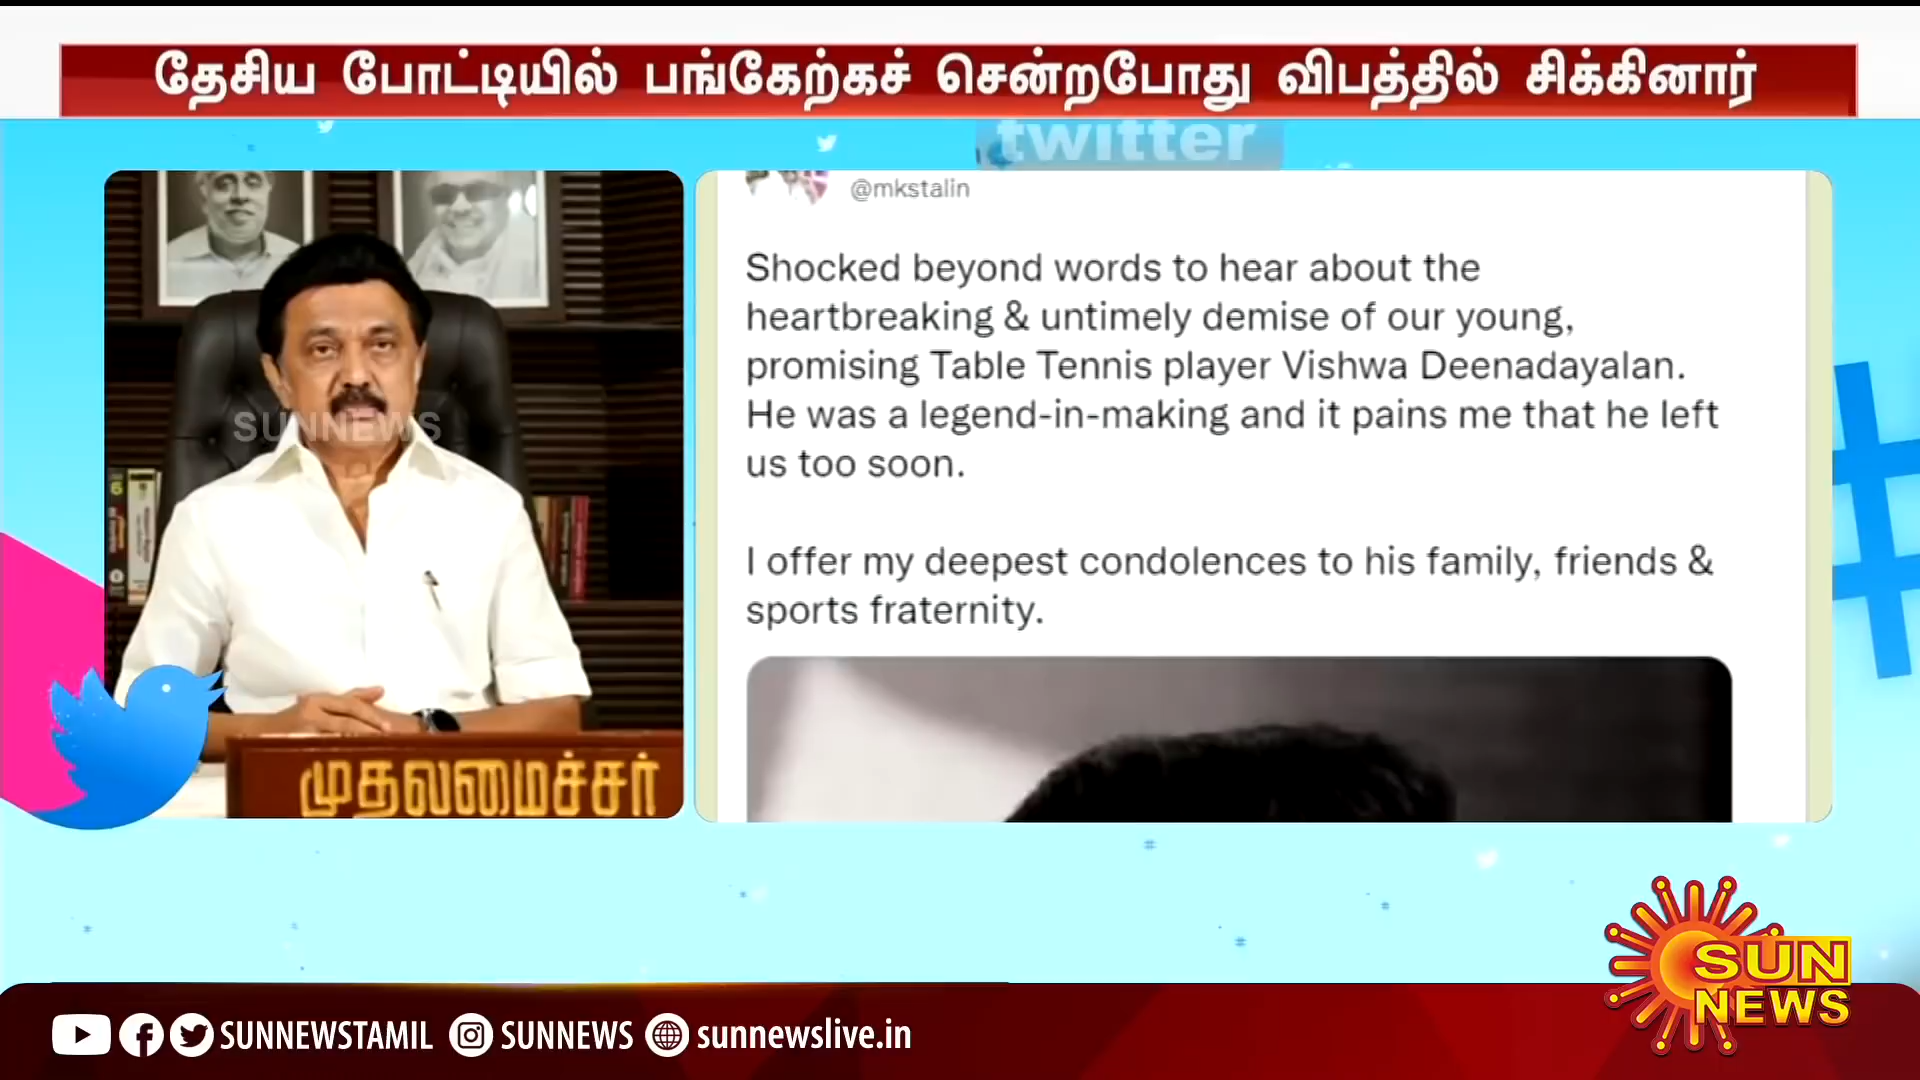 தேசிய போட்டியில் பங்கேற்கச் சென்றபோது விபத்தில் சிக்கினார்
twitter
@mkstalin
Shocked beyond words to hear about the
heartbreaking & untimely demise of our young,
promising Table Tennis player Vishwa Deenadayalan.
He was a legend-in-making and it pains me that he left
us too soon.
I offer my deepest condolences to his family, friends &
sports fraternity.
SUNNEWS
முதலமைச்சர்
SUN
NEWS
SUNNEWSTAMIL SUNNEWS sunnewslive.in